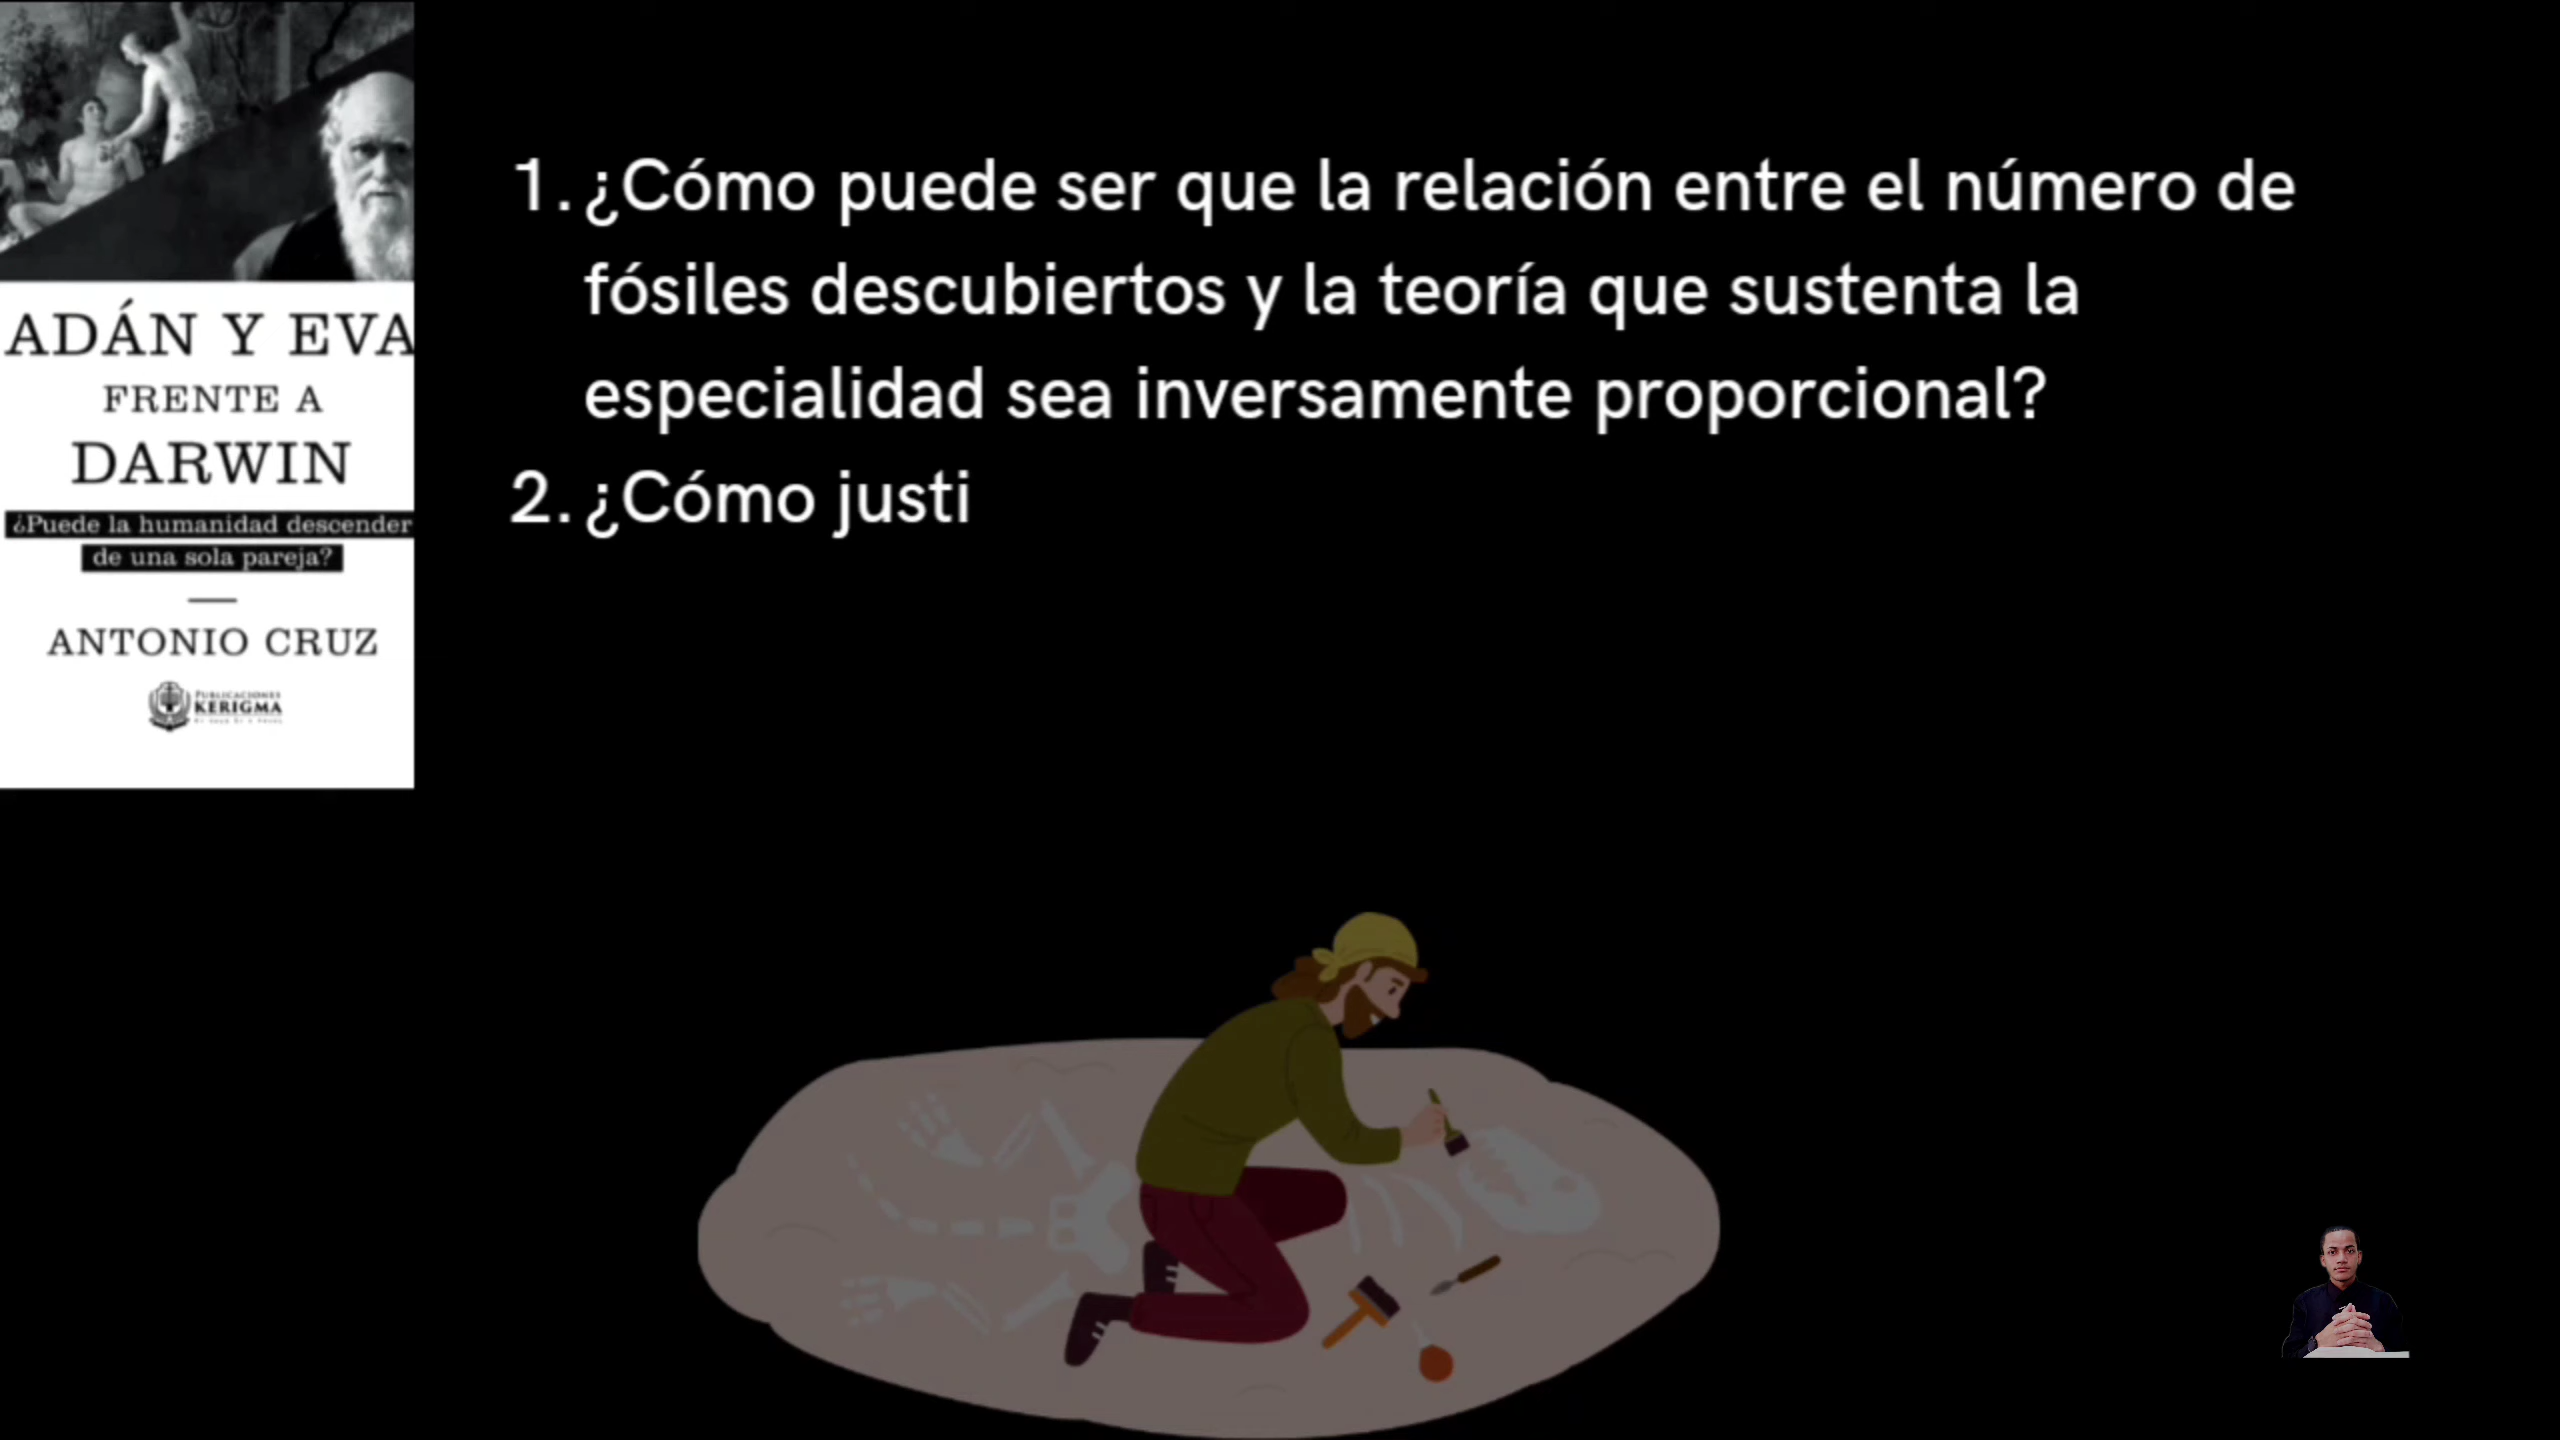 ADÁN Y EVA
FRENTE A
DARWIN
¿Puede la humanidad descender
de una sola pareja?
ANTONIO CRUZ
PUBLICACIONES
KERIGMA
1. ¿Cómo puede ser que la relación entre el número de
fósiles descubiertos y la teoría que sustenta la
especialidad sea inversamente proporcional?
2. ¿Cómo justi